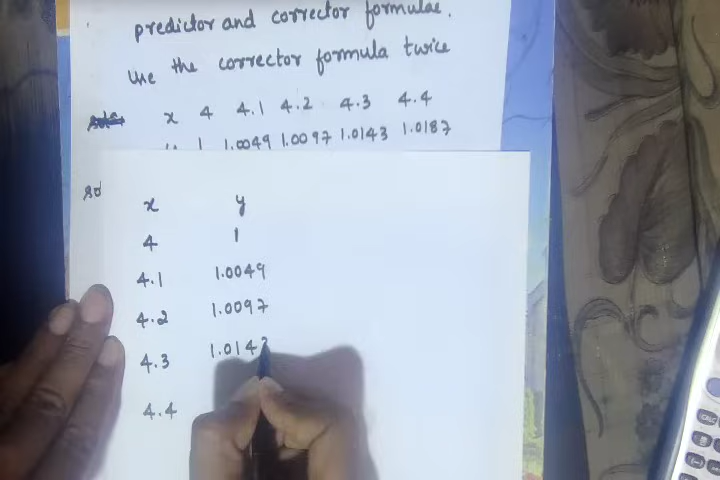 predictor and corrector formulae.
Use the corrector formula twice
x 4 4.1 4.2 4.3 4.4
1 1.0049 1.0097 1.0143 1.0187
x y
4 1
4.1 1.0049
4.2 1.0097
4.3 1.0143
4.4